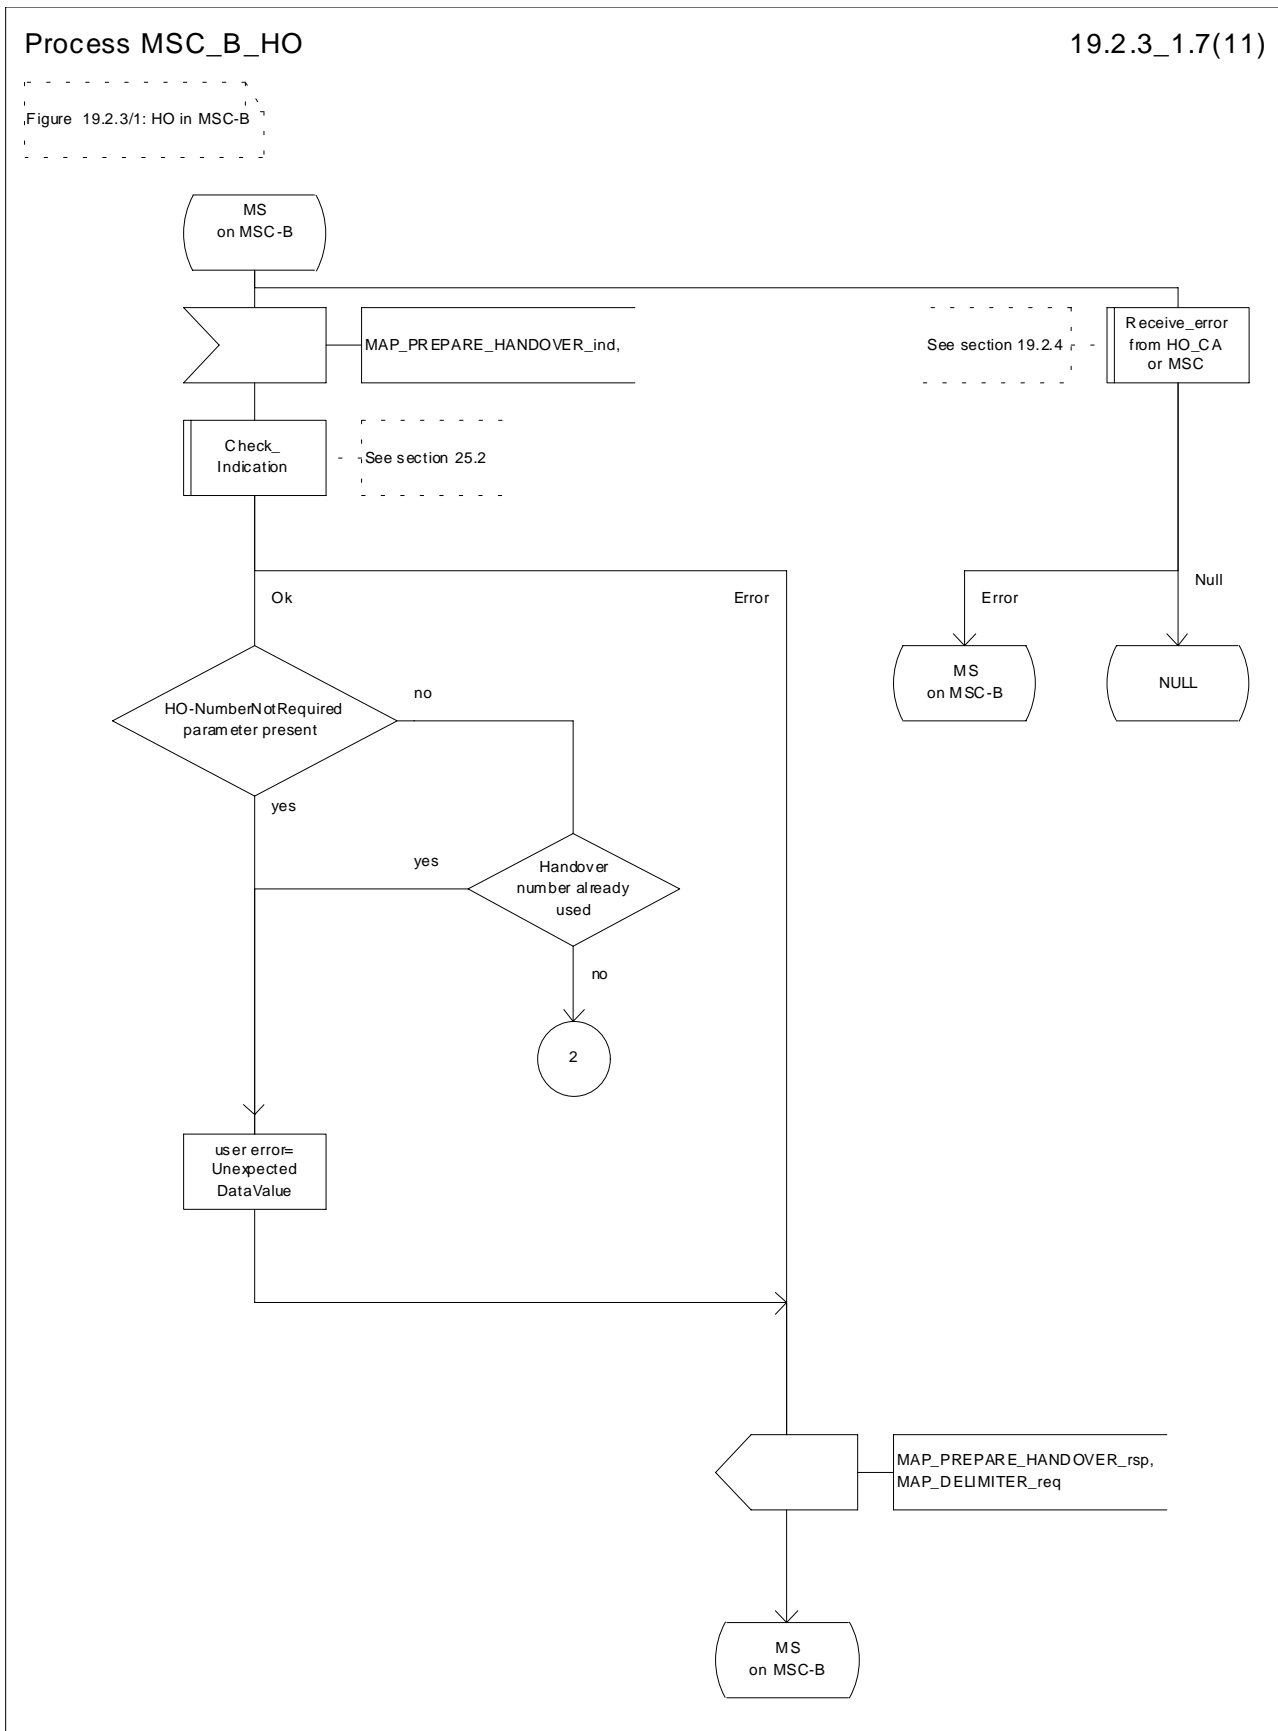 Process MSC_B_HO
19.2.3_1.7(11)
Figure 19.2.3/1: HO in MSC-B
MS
on MSC-B
MAP_PREPARE_HANDOVER_ind,
See section 19.2.4
Receive_error
from HO_CA
or MSC
Check_
Indication
See section 25.2
Ok
Error
Error
Null
MS
on MSC-B
NULL
HO-NumberNotRequired
parameter present
no
yes
yes
Handover
number already
used
no
2
user error=
Unexpected
DataValue
MAP_PREPARE_HANDOVER_rsp,
MAP_DELIMITER_req
MS
on MSC-B